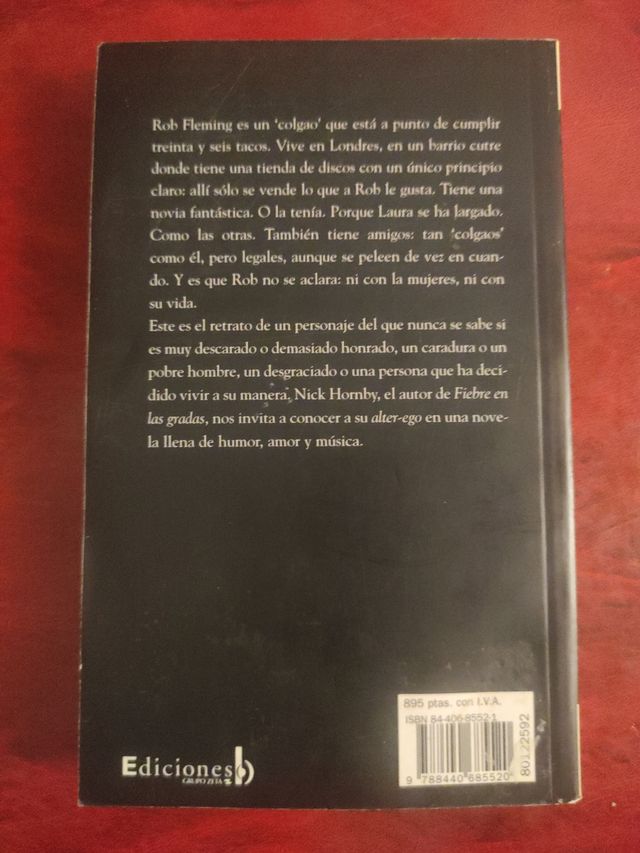 Rob Fleming es un 'colgao' que está a punto de cumplir
treinta y seis tacos. Vive en Londres, en un barrio cutre
donde tiene una tienda de discos con un único principio
claro: allí sólo se vende lo que a Rob le gusta. Tiene una
novia fantástica. O la tenía. Porque Laura se ha largado.
Como las otras. También tiene amigos: tan 'colgaos'
como él, pero legales, aunque se peleen de vez en cuan-
do. Y es que Rob no se aclara: ni con la mujeres, ni con
su vida.
Este es el retrato de un personaje del que nunca se sabe si
es muy descarado o demasiado honrado, un caradura o un
pobre hombre, un desgraciado o una persona que ha deci-
dido vivir a su manera. Nick Hornby, el autor de Fiebre en
las gradas, nos invita a conocer a su alter-ego en una nove-
la llena de humor, amor y música.
895 ptas. con I.V.A.
ISBN 84-406-8552-1
9 788440 685520
80122592
Ediciones b
GRUPO ZETA